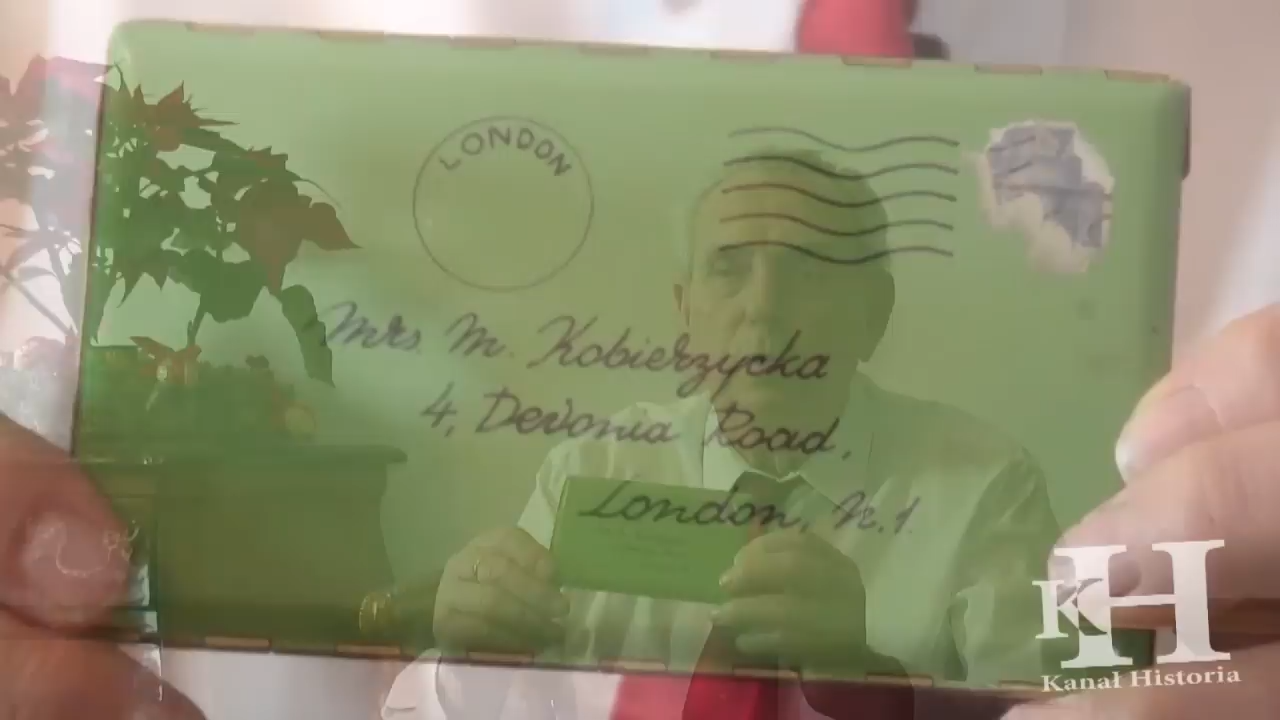 LONDON
Mrs. M. Kobierzycka
4, Devonia Road,
London, N.1.
KH
Kanał Historia